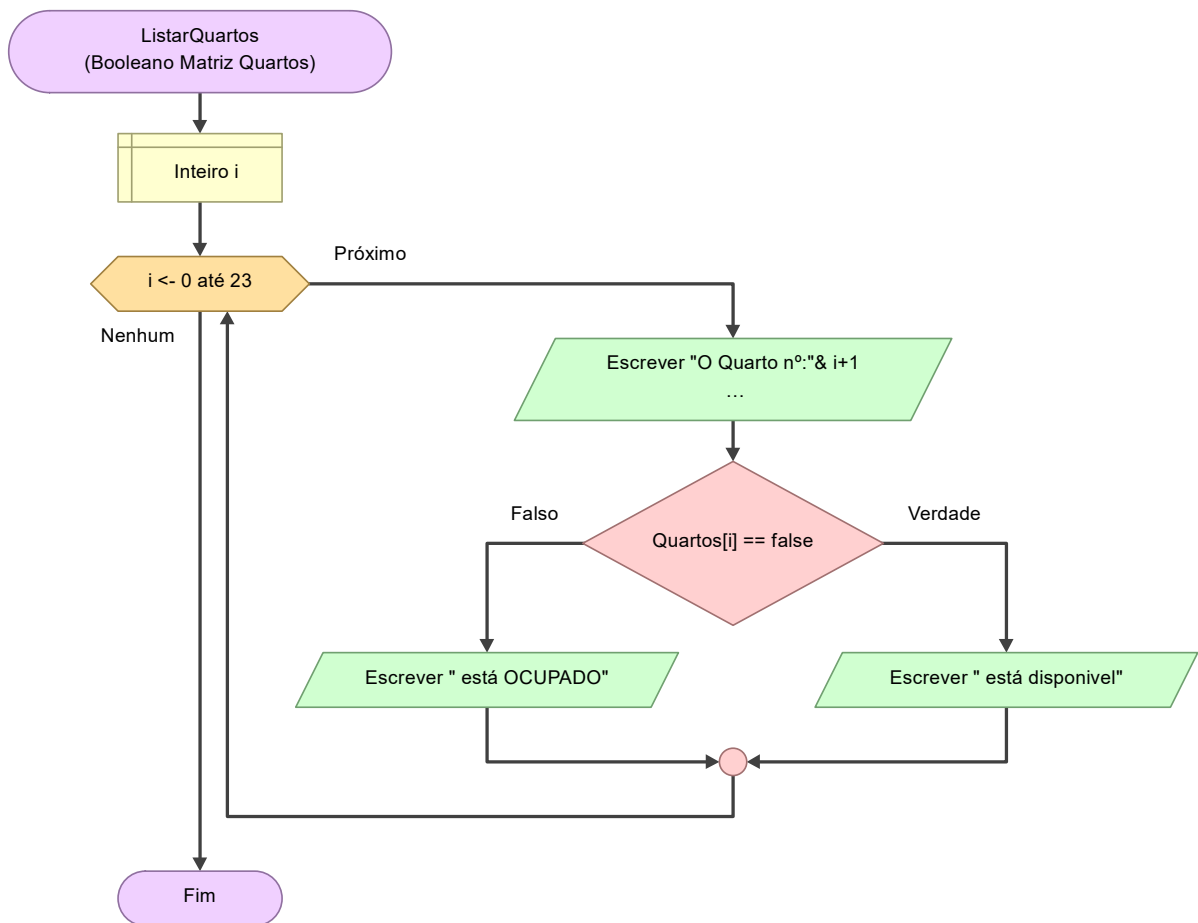 ListarQuartos
(Booleano Matriz Quartos)
Inteiro i
i <- 0 até 23
Próximo
Nenhum
Escrever "O Quarto nº:"& i+1
...
Quartos[i] == false
Falso
Verdade
Escrever " está OCUPADO"
Escrever " está disponivel"
Fim